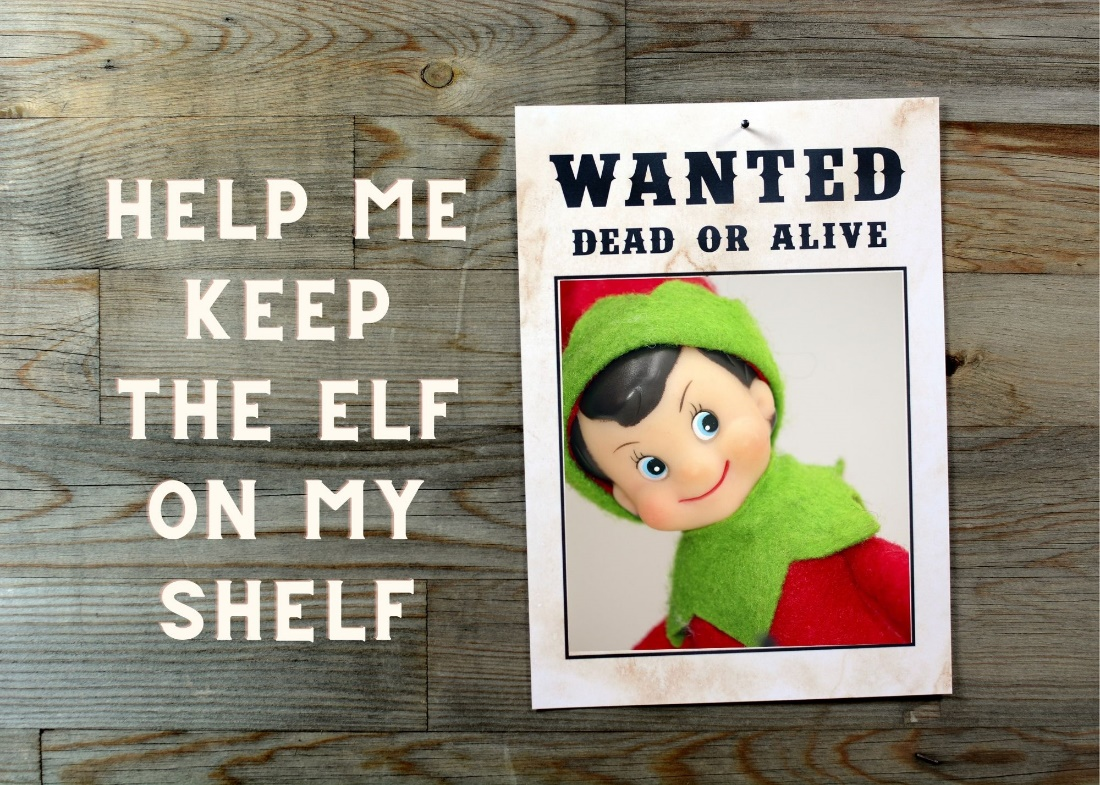 HELP ME
KEEP
THE ELF
ON MY
SHELF
WANTED
DEAD OR ALIVE